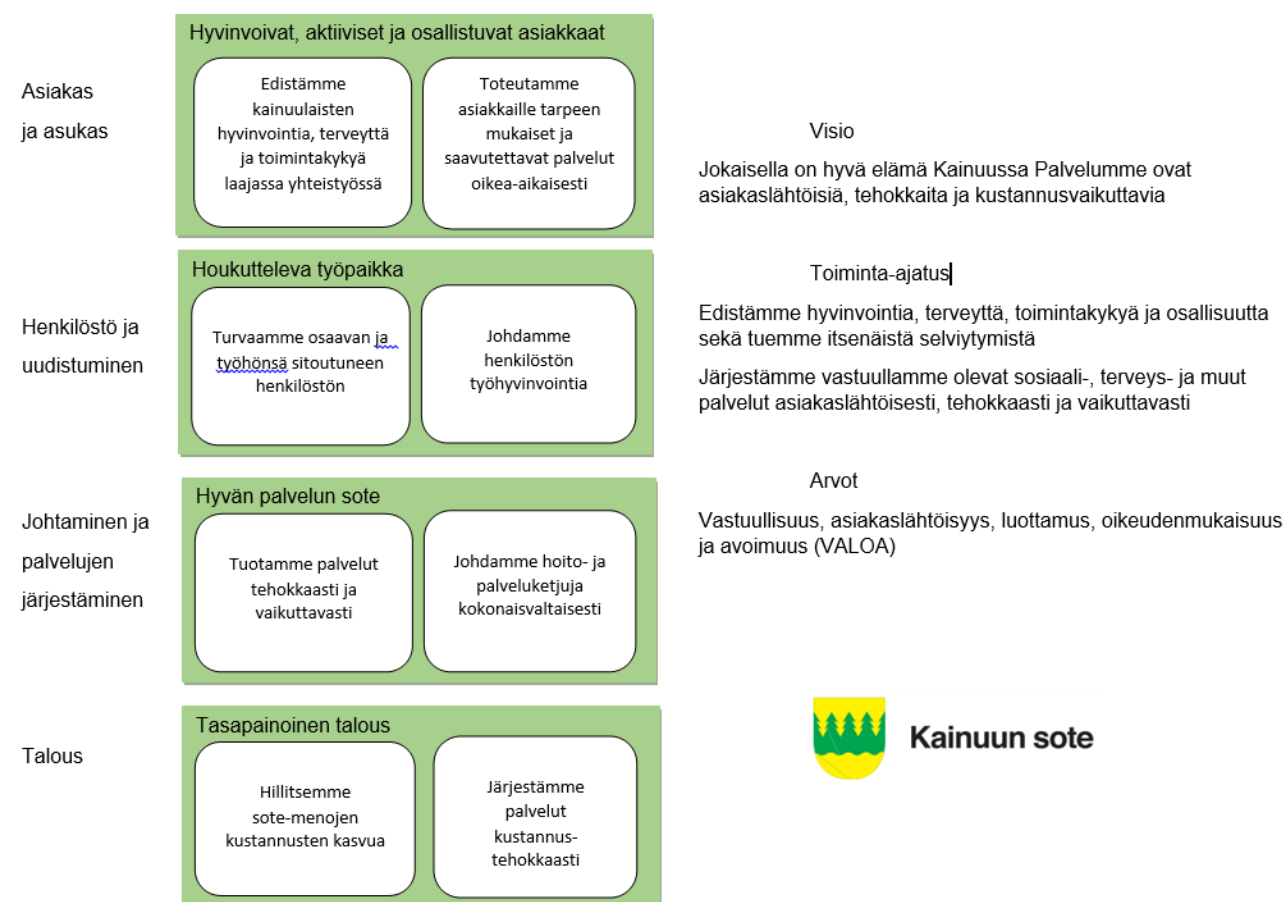 Asiakas
ja asukas
Hyvinvoivat, aktiiviset ja osallistuvat asiakkaat
Edistämme
kainuulaisten
hyvinvointia, terveyttä
ja toimintakykyä
laajassa yhteistyössä
Toteutamme
asiakkaille tarpeen
mukaiset ja
saavutettavat palvelut
oikea-aikaisesti
Henkilöstö ja
uudistuminen
Houkutteleva työpaikka
Turvaamme osaavan ja
työhönsä sitoutuneen
henkilöstön
Johdamme
henkilöstön
työhyvinvointia
Johtaminen ja
palvelujen
järjestäminen
Hyvän palvelun sote
Tuotamme palvelut
tehokkaasti ja
vaikuttavasti
Johdamme hoito- ja
palveluketjuja
kokonaisvaltaisesti
Talous
Tasapainoinen talous
Hillitsemme
sote-menojen
kustannusten kasvua
Järjestämme
palvelut
kustannus-
tehokkaasti
Visio
Jokaisella on hyvä elämä Kainuussa Palvelumme ovat
asiakaslähtöisiä, tehokkaita ja kustannusvaikuttavia
Toiminta-ajatus
Edistämme hyvinvointia, terveyttä, toimintakykyä ja osallisuutta
sekä tuemme itsenäistä selviytymistä
Järjestämme vastuullamme olevat sosiaali-, terveys- ja muut
palvelut asiakaslähtöisesti, tehokkaasti ja vaikuttavasti
Arvot
Vastuullisuus, asiakaslähtöisyys, luottamus, oikeudenmukaisuus
ja avoimuus (VALOA)
Kainuun sote